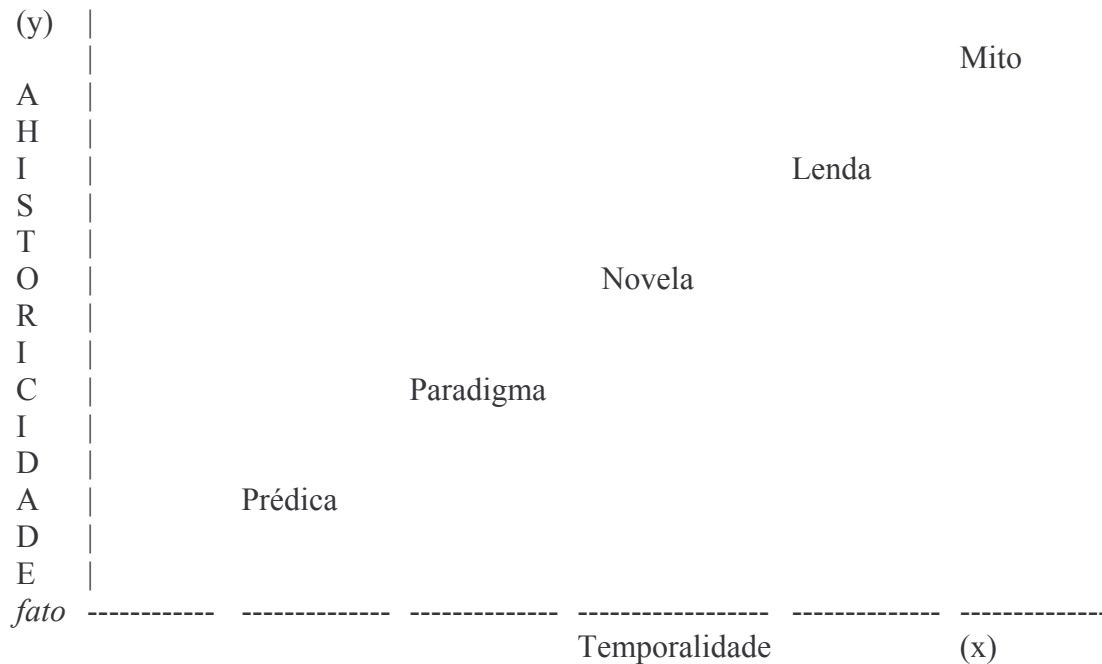 (y) |
| Mito
A |
H |
I | Lenda
S |
T |
O | Novela
R |
I |
C | Paradigma
I |
D |
A | Prédica
D |
E |
fato ------------ ------------- ------------- ----------------- ------------- -------------
Temporalidade (x)